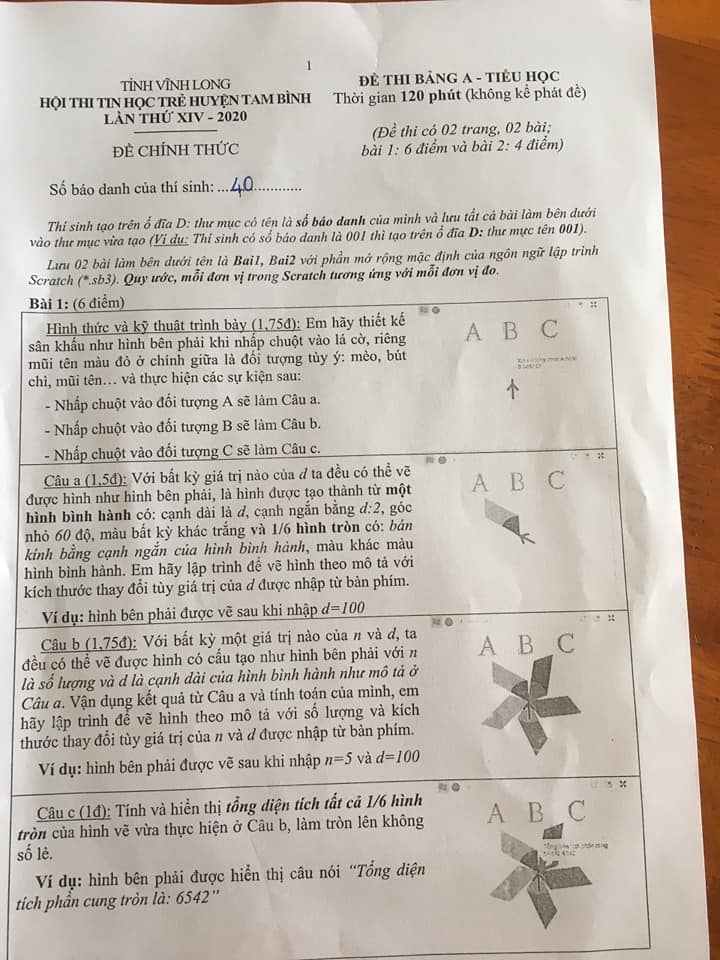 1
TỈNH VĨNH LONG
HỘI THI TIN HỌC TRẺ HUYỆN TAM BÌNH
LẦN THỨ XIV - 2020
ĐỀ CHÍNH THỨC
ĐỀ THI BẢNG A - TIỂU HỌC
Thời gian 120 phút (không kể phát đề)
(Đề thi có 02 trang, 02 bài;
bài 1: 6 điểm và bài 2: 4 điểm)
Số báo danh của thí sinh: ...40............
Thí sinh tạo trên ổ đĩa D: thư mục có tên là số báo danh của mình và lưu tất cả bài làm bên dưới
vào thư mục vừa tạo (Ví dụ: Thí sinh có số báo danh là 001 thì tạo trên ổ đĩa D: thư mực tên 001).
Lưu 02 bài làm bên dưới tên là Bai1, Bai2 với phần mở rộng mặc định của ngôn ngữ lập trình
Scratch (*.sb3). Quy ước, mỗi đơn vị trong Scratch tương ứng với mỗi đơn vị đo.
Bài 1: (6 điểm)
Hình thức và kỹ thuật trình bày (1,75đ): Em hãy thiết kế
sân khấu như hình bên phải khi nhấp chuột vào lá cờ, riêng
mũi tên màu đỏ ở chính giữa là đối tượng tùy ý: mèo, bút
chì, mũi tên… và thực hiện các sự kiện sau:
- Nhấp chuột vào đối tượng A sẽ làm Câu a.
- Nhấp chuột vào đối tượng B sẽ làm Câu b.
- Nhấp chuột vào đối tượng C sẽ làm Câu c.
A B C
Câu a (1,5đ): Với bất kỳ giá trị nào của d ta đều có thể vẽ
được hình như hình bên phải, là hình được tạo thành từ một
hình bình hành có: cạnh dài là d, cạnh ngắn bằng d:2, góc
nhỏ 60 độ, màu bất kỳ khác trắng và 1/6 hình tròn có: bán
kính bằng cạnh ngắn của hình bình hành, màu khác màu
hình bình hành. Em hãy lập trình để vẽ hình theo mô tả với
kích thước thay đổi tùy giá trị của d được nhập từ bàn phím.
Ví dụ: hình bên phải được vẽ sau khi nhập d=100
A B C
Câu b (1,75đ): Với bất kỳ một giá trị nào của n và d, ta
đều có thể vẽ được hình có cấu tạo như hình bên phải với n
là số lượng và d là cạnh dài của hình bình hành như mô tả ở
Câu a. Vận dụng kết quả từ Câu a và tính toán của mình, em
hãy lập trình để vẽ hình theo mô tả với số lượng và kích
thước thay đổi tùy giá trị của n và d được nhập từ bàn phím.
Ví dụ: hình bên phải được vẽ sau khi nhập n=5 và d=100
A B C
Câu c (1đ): Tính và hiển thị tổng diện tích tất cả 1/6 hình
tròn của hình vẽ vừa thực hiện ở Câu b, làm tròn lên không
số lẻ.
Ví dụ: hình bên phải được hiển thị câu nói “Tổng diện
tích phần cung tròn là: 6542”
A B C